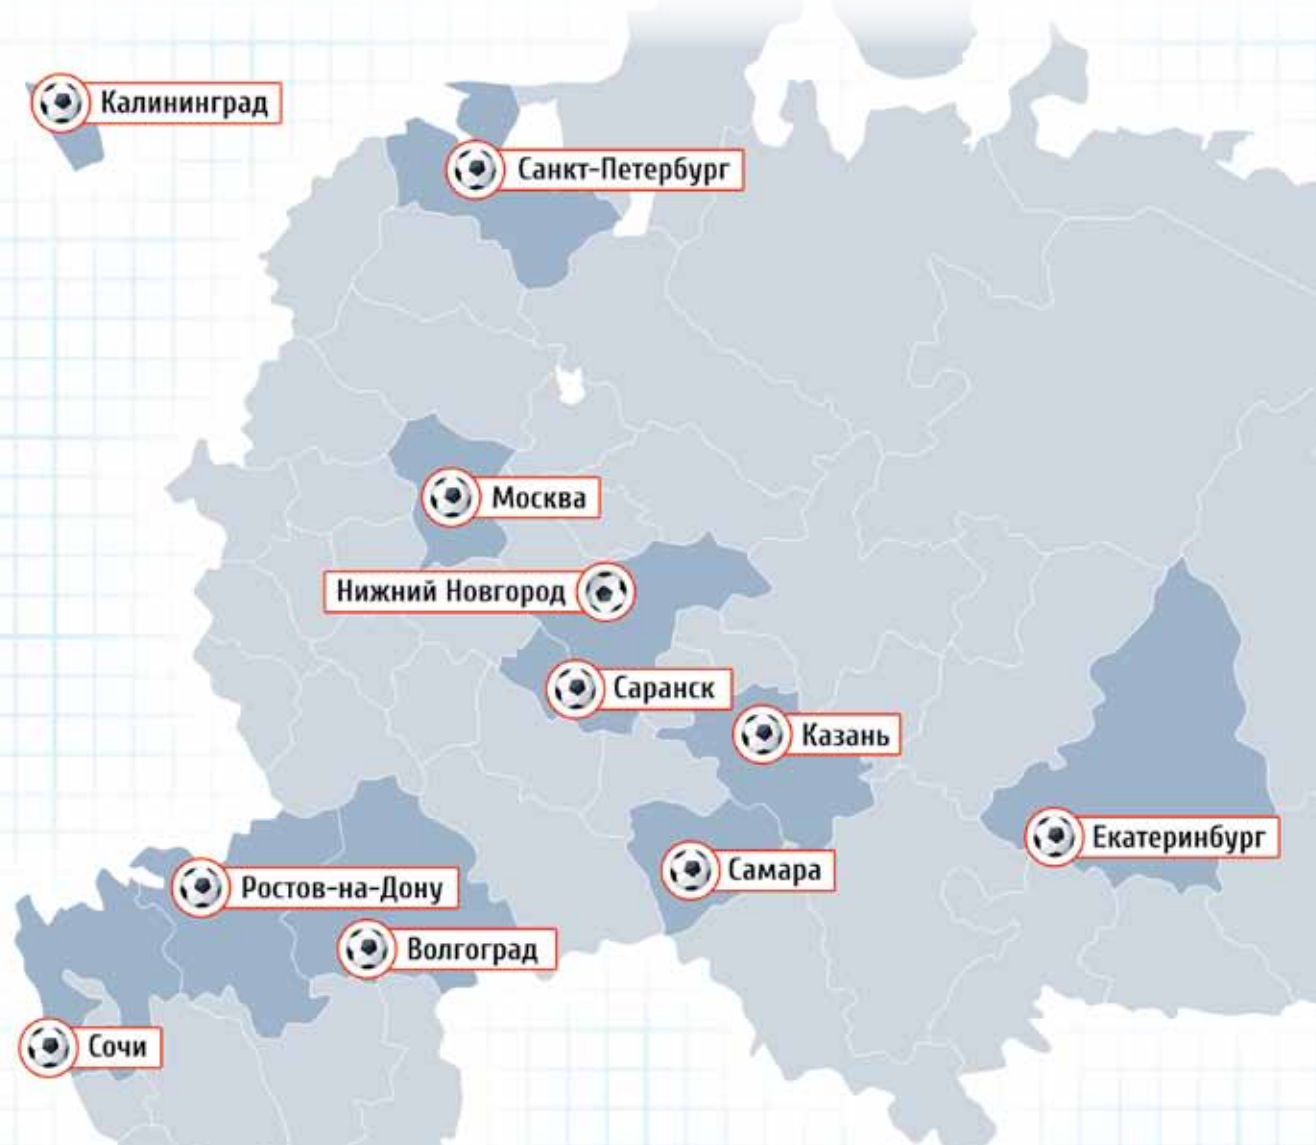 Калининград
Санкт-Петербург
Москва
Нижний Новгород
Саранск
Казань
Екатеринбург
Самара
Ростов-на-Дону
Волгоград
Сочи